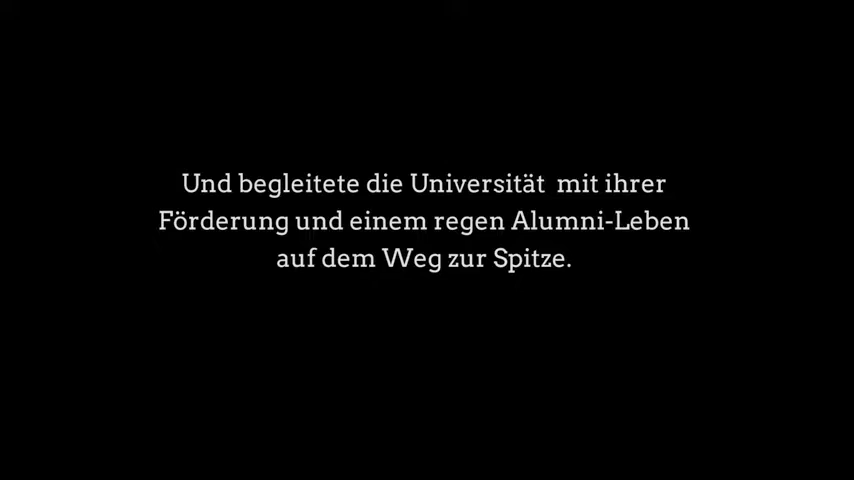 Und begleitete die Universität  mit ihrer
Förderung und einem regen Alumni-Leben
auf dem Weg zur Spitze.